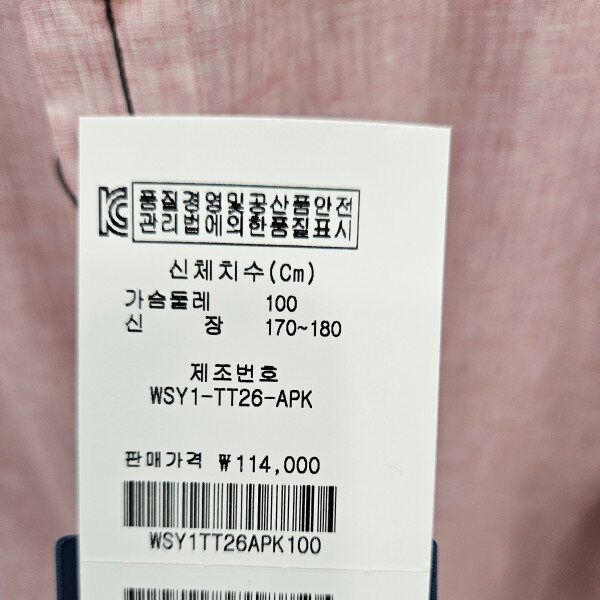 KC 품질경영및공산품안전
관리법에의한품질표시
신체치수(Cm)
가슴둘레 100
신 장 170~180
제조번호
WSY1-TT26-APK
판매가격 ₩114,000
WSY1TT26APK100